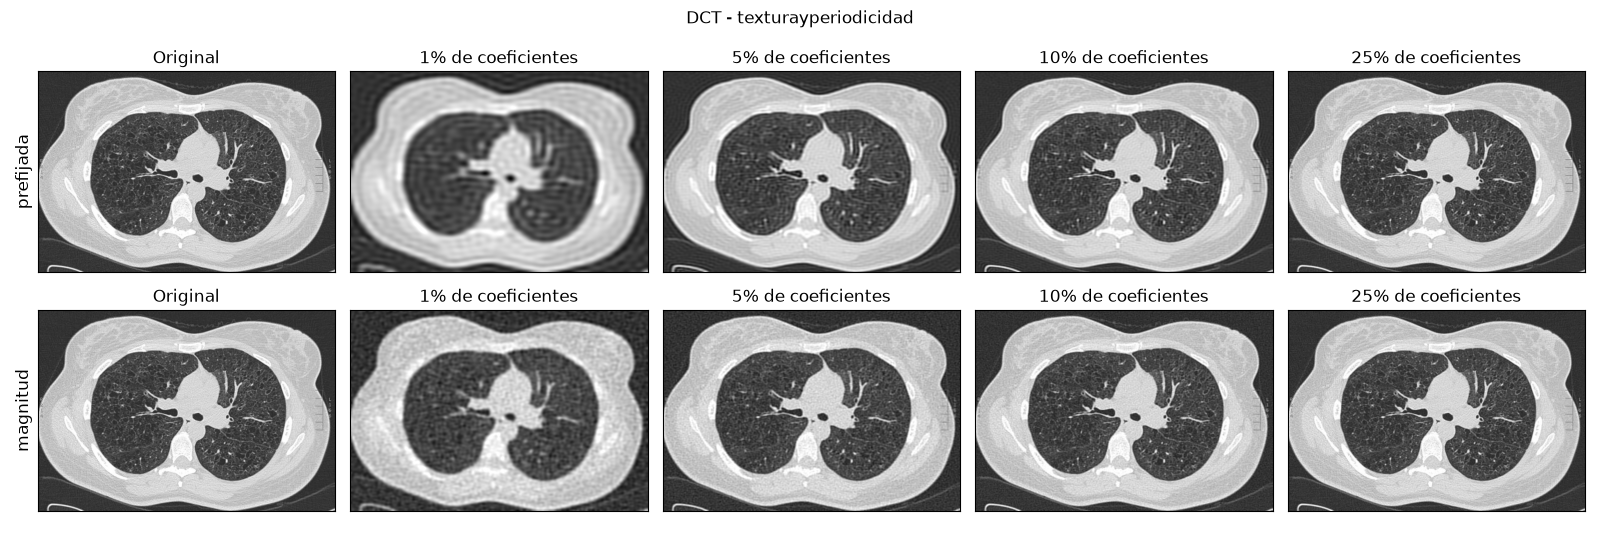 DCT - texturayperiodicidad
Original
1% de coeficientes
5% de coeficientes
10% de coeficientes
25% de coeficientes
prefijada
Original
1% de coeficientes
5% de coeficientes
10% de coeficientes
25% de coeficientes
magnitud